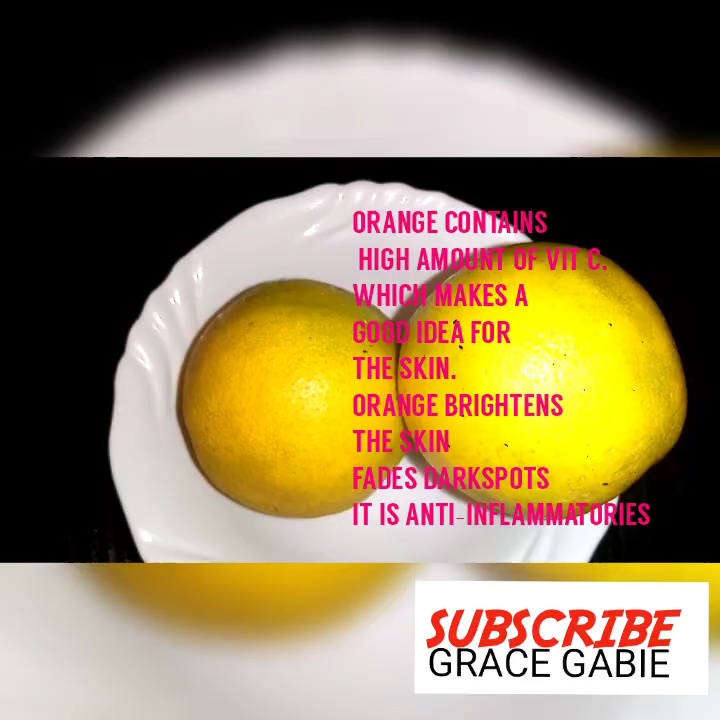 ORANGE CONTAINS
HIGH AMOUNT OF VIT C.
WHICH MAKES A
GOOD IDEA FOR
THE SKIN.
ORANGE BRIGHTENS
THE SKIN
FADES DARKSPOTS
IT IS ANTI-INFLAMMATORIES
SUBSCRIBE
GRACE GABIE